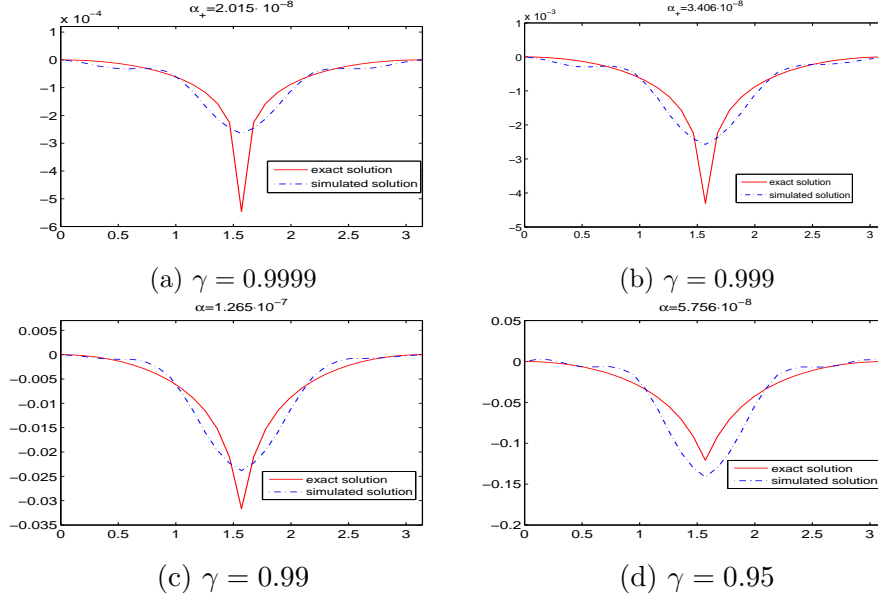 α₊=2.015· 10⁻⁸
x 10⁻⁴
1
0
−1
−2
−3
−4
−5
−6
0 0.5 1 1.5 2 2.5 3
exact solution
simulated solution
(a) γ = 0.9999
α₊=3.406·10⁻⁸
x 10⁻³
1
0
−1
−2
−3
−4
−5
0 0.5 1 1.5 2 2.5 3
exact solution
simulated solution
(b) γ = 0.999
α=1.265·10⁻⁷
0.005
0
−0.005
−0.01
−0.015
−0.02
−0.025
−0.03
−0.035
0 0.5 1 1.5 2 2.5 3
exact solution
simulated solution
(c) γ = 0.99
α=5.756·10⁻⁸
0.05
0
−0.05
−0.1
−0.15
−0.2
0 0.5 1 1.5 2 2.5 3
exact solution
simulated solution
(d) γ = 0.95